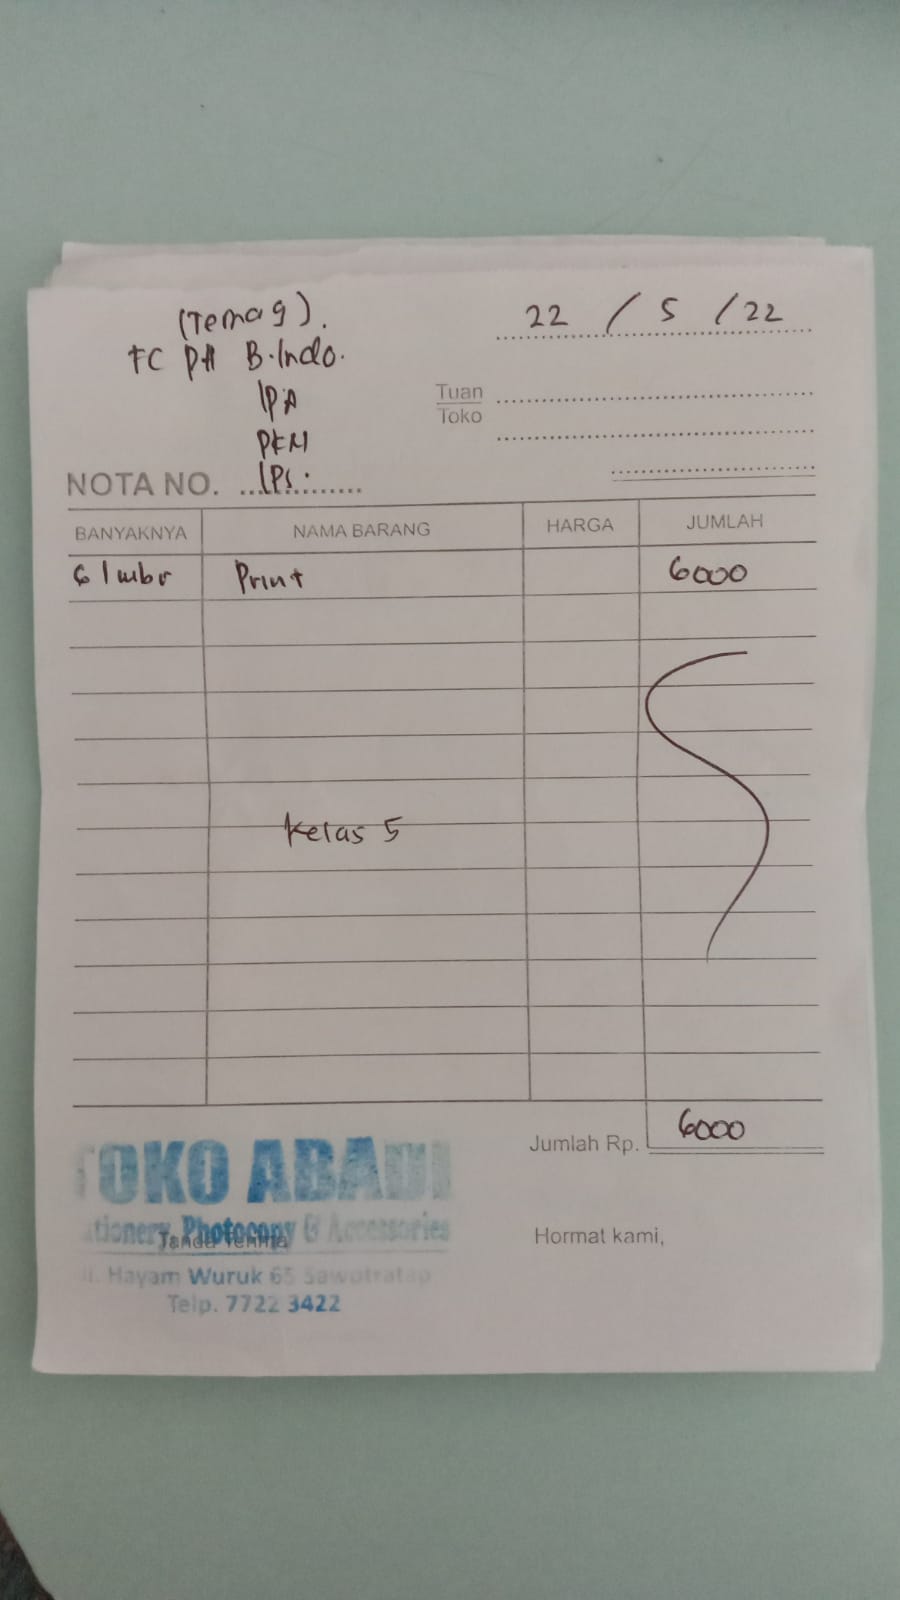 (Tema 9).
22 / 5 / 22
FC PH B.Indo.
IPA
Tuan
Toko
PKN
NOTA NO. IPS.
BANYAKNYA NAMA BARANG HARGA JUMLAH
6 lmbr Print 6000
Kelas 5
Jumlah Rp. 6000
TOKO ABADI
Photocopy & Accessories
Tanda Terima
Hormat kami,
Hayam Wuruk 65 Sawotratap
Telp. 7722 3422